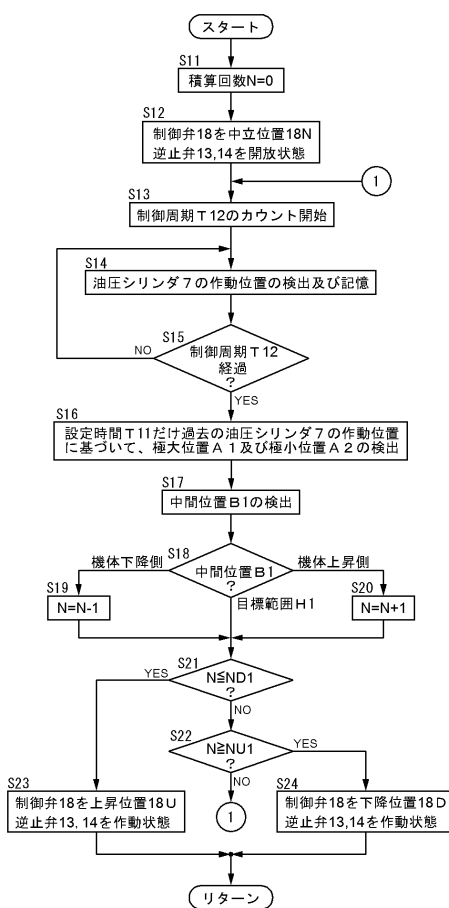 スタート
S11
積算回数N=0
S12
制御弁18を中立位置18N
逆止弁13,14を開放状態
1
S13
制御周期T12のカウント開始
S14
油圧シリンダ7の作動位置の検出及び記憶
S15
制御周期T12
経過
?
NO
YES
S16
設定時間T11だけ過去の油圧シリンダ7の作動位置
に基づいて、極大位置A1及び極小位置A2の検出
S17
中間位置B1の検出
S18
機体下降側
機体上昇側
中間位置B1
?
目標範囲H1
S19
N=N-1
S20
N=N+1
S21
YES
N≦ND1
?
NO
S22
N≧NU1
?
YES
NO
1
S23
制御弁18を上昇位置18U
逆止弁13,14を作動状態
S24
制御弁18を下降位置18D
逆止弁13,14を作動状態
リターン